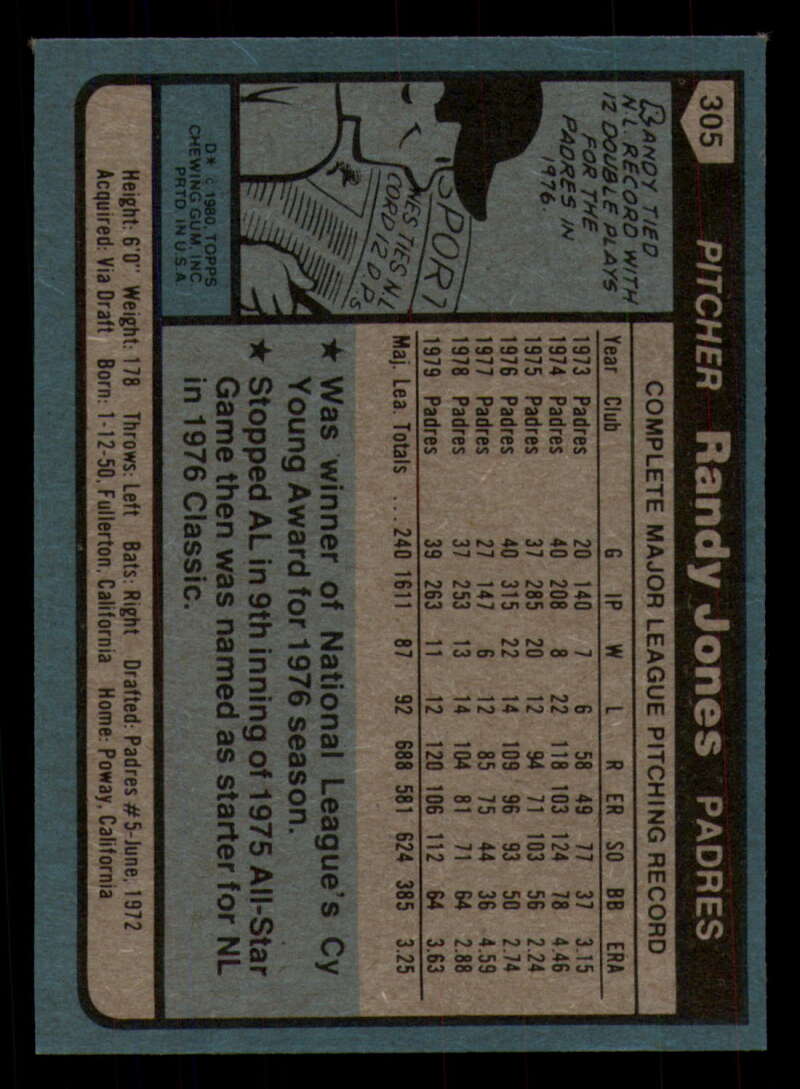 305
PITCHER Randy Jones PADRES
RANDY TIED
N.L. RECORD WITH
12 DOUBLE PLAYS
FOR THE
PADRES IN
1976.
SPORT
NES TIES N.L.
CORD 12 D.P.'S
D* © 1980 TOPPS
CHEWING GUM, INC.
PRTD. IN U.S.A.
COMPLETE MAJOR LEAGUE PITCHING RECORD
Year Club G IP W L R ER SO BB ERA
1973 Padres 20 140 7 6 58 49 77 37 3.15
1974 Padres 40 208 8 22 118 103 124 78 4.46
1975 Padres 37 285 20 12 94 71 103 56 2.24
1976 Padres 40 315 22 14 109 96 93 50 2.74
1977 Padres 27 147 6 12 85 75 44 36 4.59
1978 Padres 37 253 13 14 104 81 71 64 2.88
1979 Padres 39 263 11 12 120 106 112 64 3.63
Maj. Lea. Totals ... 240 1611 87 92 688 581 624 385 3.25
★ Was winner of National League's Cy
Young Award for 1976 season.
★ Stopped AL in 9th inning of 1975 All-Star
Game then was named as starter for NL
in 1976 Classic.
Height: 6'0" Weight: 178 Throws: Left Bats: Right Drafted: Padres #5-June, 1972
Acquired: Via Draft Born: 1-12-50, Fullerton, California Home: Poway, California